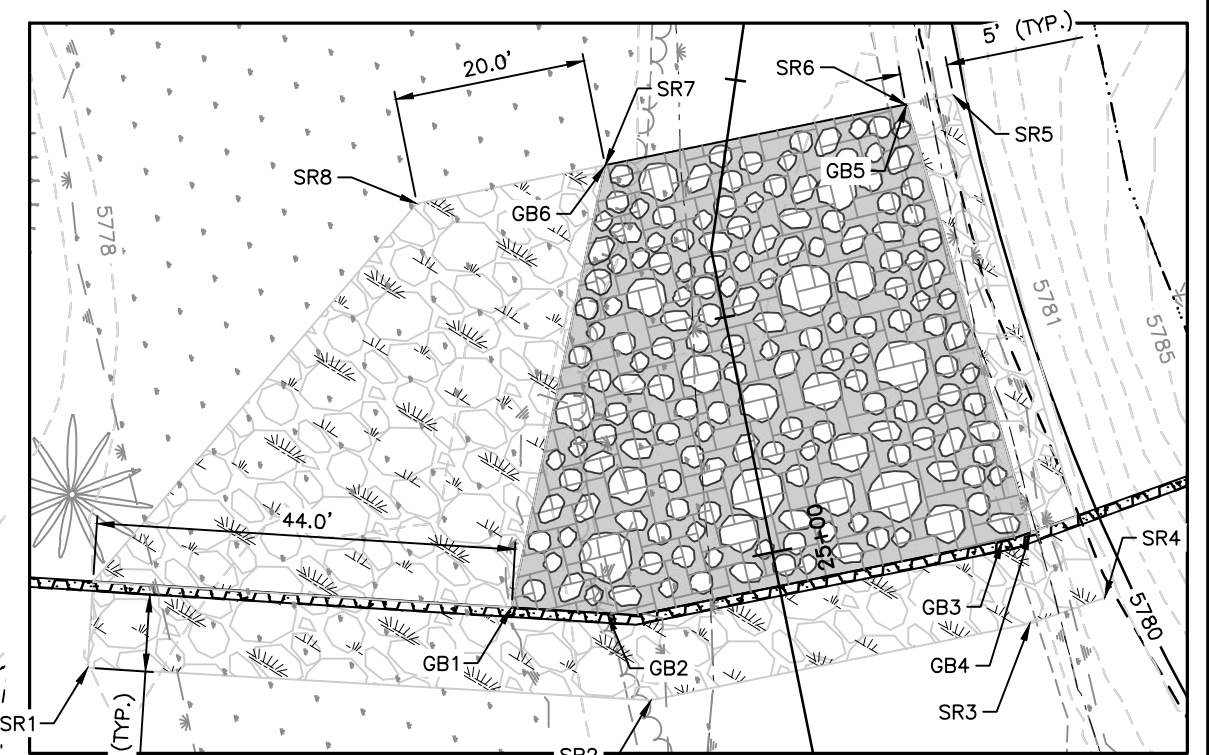 5' (TYP.)
20.0'
SR6
SR7
SR5
GB5
SR8
GB6
5778
5781
5785
44.0'
25+00
SR4
GB3
5780
GB1
GB2
GB4
SR1
(TYP.)
SR3
SR2